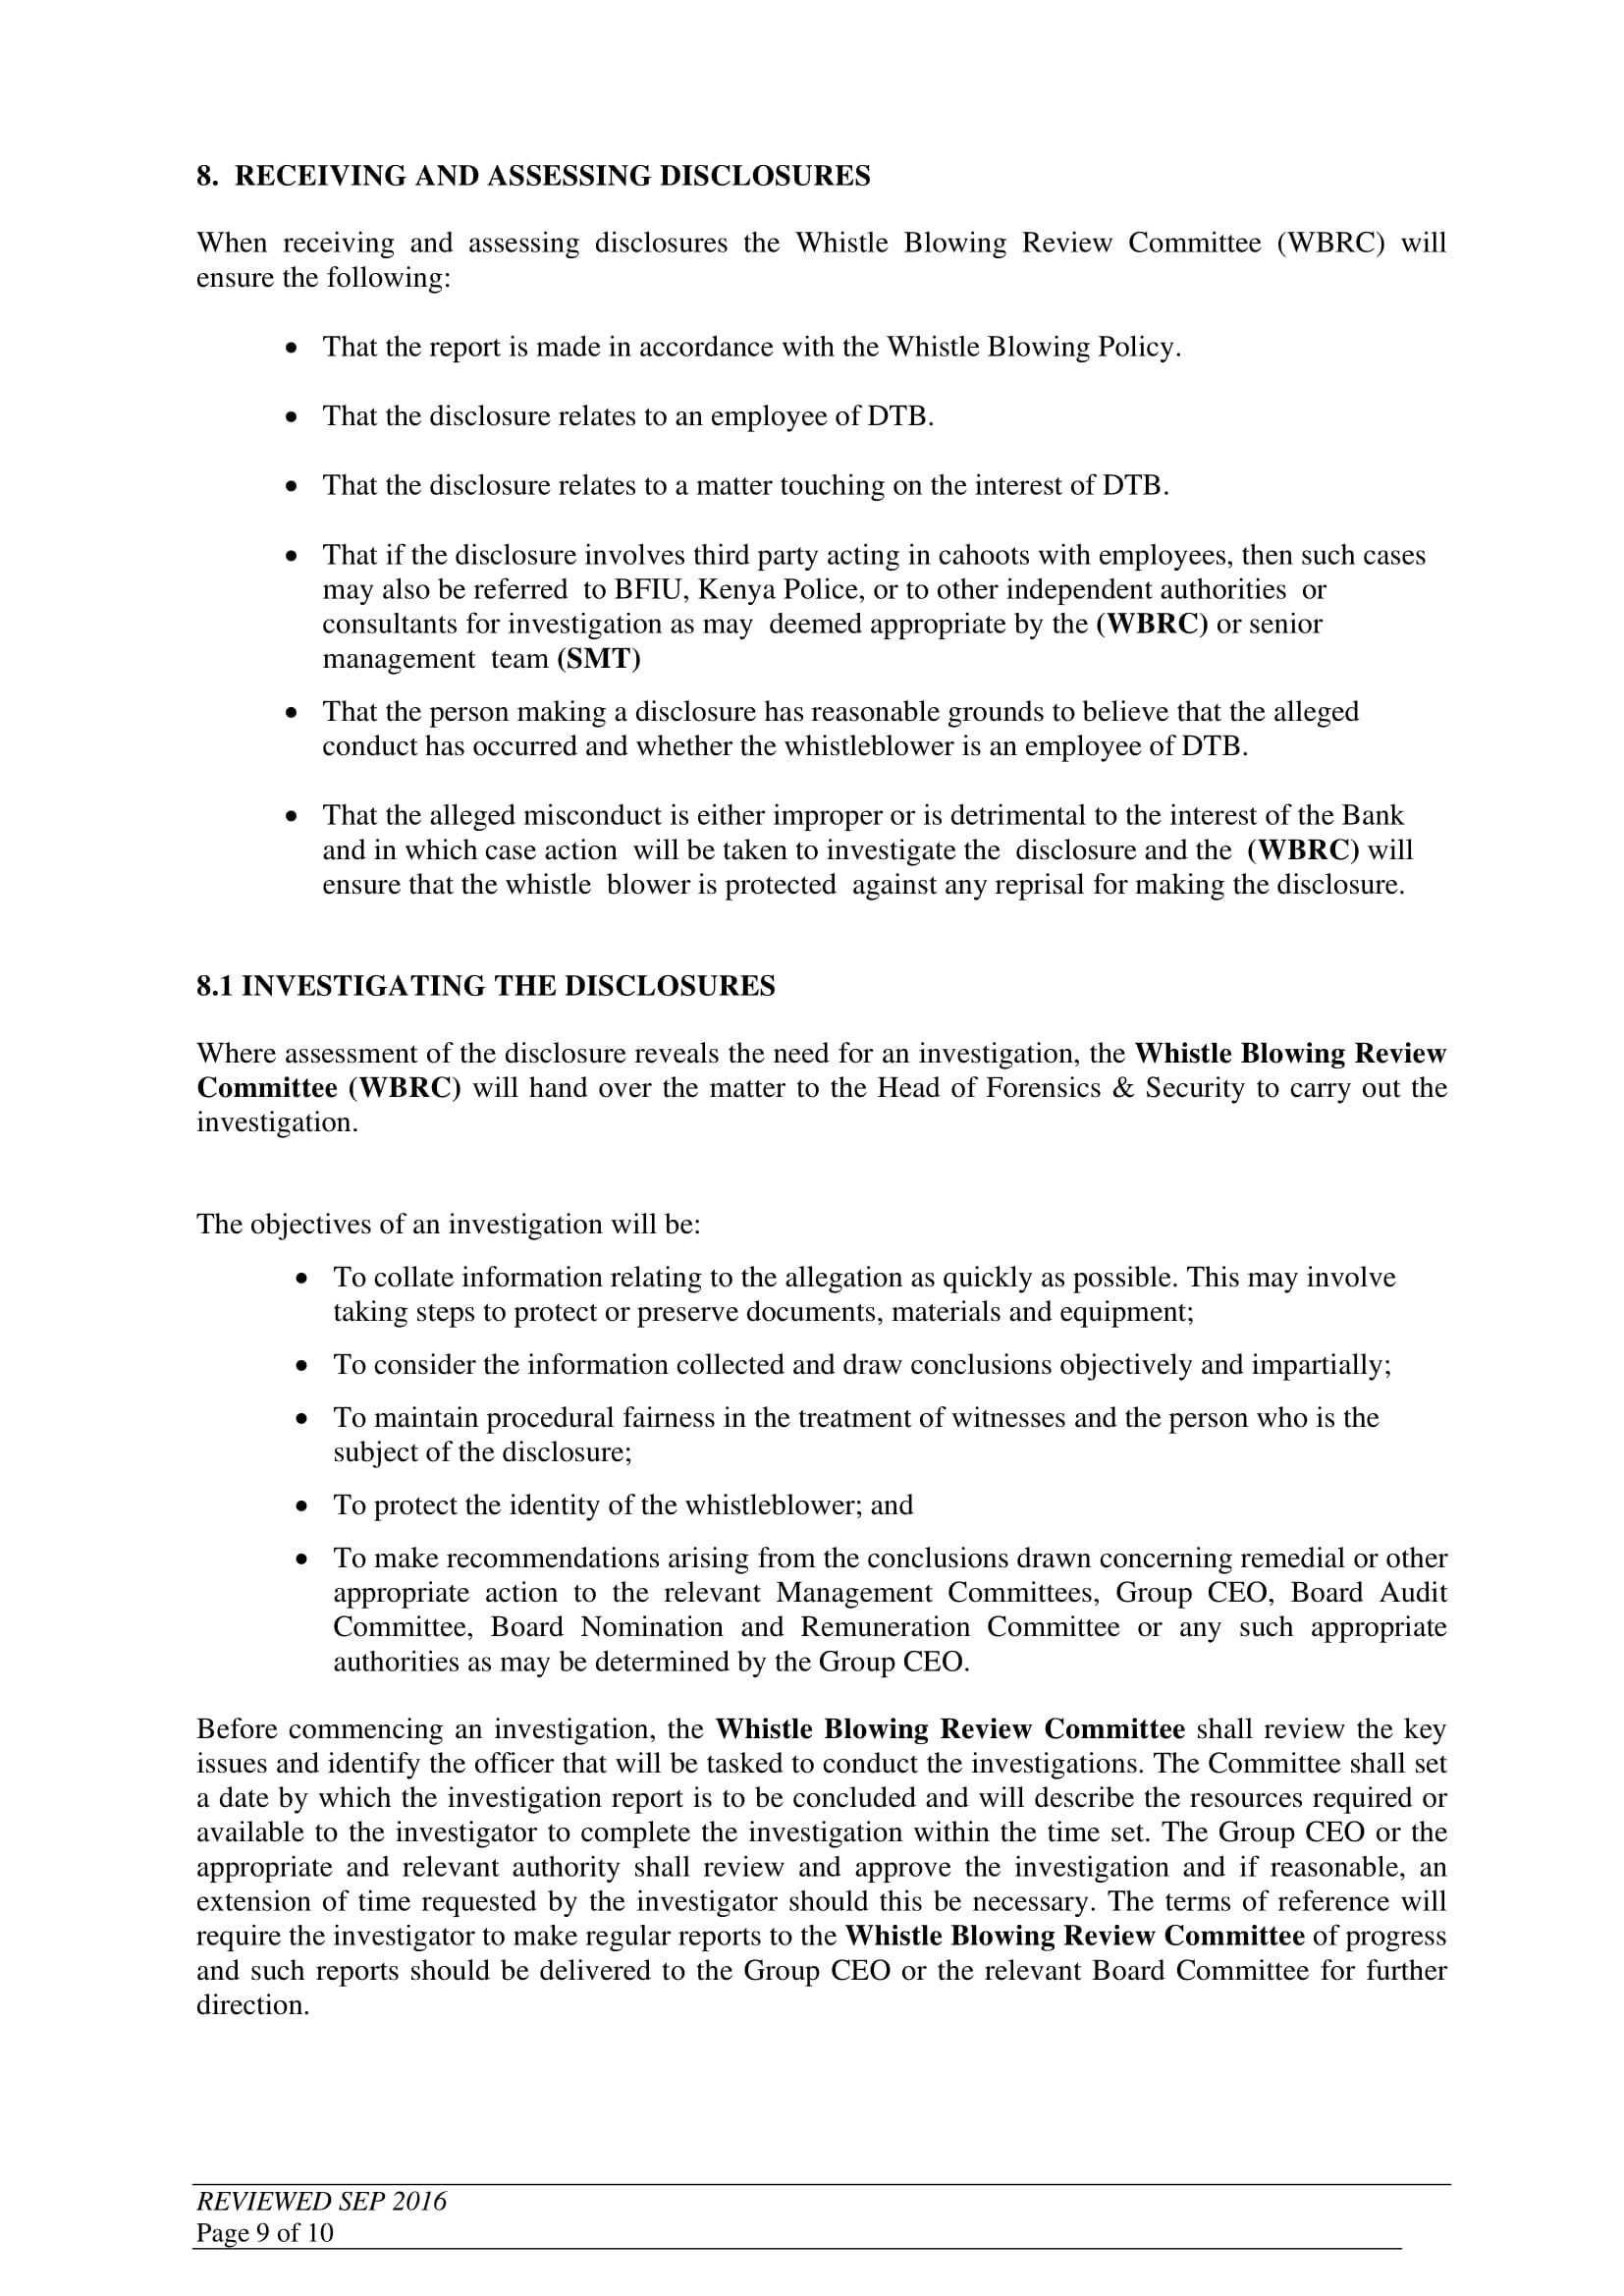 8. RECEIVING AND ASSESSING DISCLOSURES
When receiving and assessing disclosures the Whistle Blowing Review Committee (WBRC) will
ensure the following:
• That the report is made in accordance with the Whistle Blowing Policy.
• That the disclosure relates to an employee of DTB.
• That the disclosure relates to a matter touching on the interest of DTB.
• That if the disclosure involves third party acting in cahoots with employees, then such cases
may also be referred to BFIU, Kenya Police, or to other independent authorities or
consultants for investigation as may deemed appropriate by the (WBRC) or senior
management team (SMT)
• That the person making a disclosure has reasonable grounds to believe that the alleged
conduct has occurred and whether the whistleblower is an employee of DTB.
• That the alleged misconduct is either improper or is detrimental to the interest of the Bank
and in which case action will be taken to investigate the disclosure and the (WBRC) will
ensure that the whistle blower is protected against any reprisal for making the disclosure.
8.1 INVESTIGATING THE DISCLOSURES
Where assessment of the disclosure reveals the need for an investigation, the Whistle Blowing Review
Committee (WBRC) will hand over the matter to the Head of Forensics & Security to carry out the
investigation.
The objectives of an investigation will be:
• To collate information relating to the allegation as quickly as possible. This may involve
taking steps to protect or preserve documents, materials and equipment;
• To consider the information collected and draw conclusions objectively and impartially;
• To maintain procedural fairness in the treatment of witnesses and the person who is the
subject of the disclosure;
• To protect the identity of the whistleblower; and
• To make recommendations arising from the conclusions drawn concerning remedial or other
appropriate action to the relevant Management Committees, Group CEO, Board Audit
Committee, Board Nomination and Remuneration Committee or any such appropriate
authorities as may be determined by the Group CEO.
Before commencing an investigation, the Whistle Blowing Review Committee shall review the key
issues and identify the officer that will be tasked to conduct the investigations. The Committee shall set
a date by which the investigation report is to be concluded and will describe the resources required or
available to the investigator to complete the investigation within the time set. The Group CEO or the
appropriate and relevant authority shall review and approve the investigation and if reasonable, an
extension of time requested by the investigator should this be necessary. The terms of reference will
require the investigator to make regular reports to the Whistle Blowing Review Committee of progress
and such reports should be delivered to the Group CEO or the relevant Board Committee for further
direction.
REVIEWED SEP 2016
Page 9 of 10